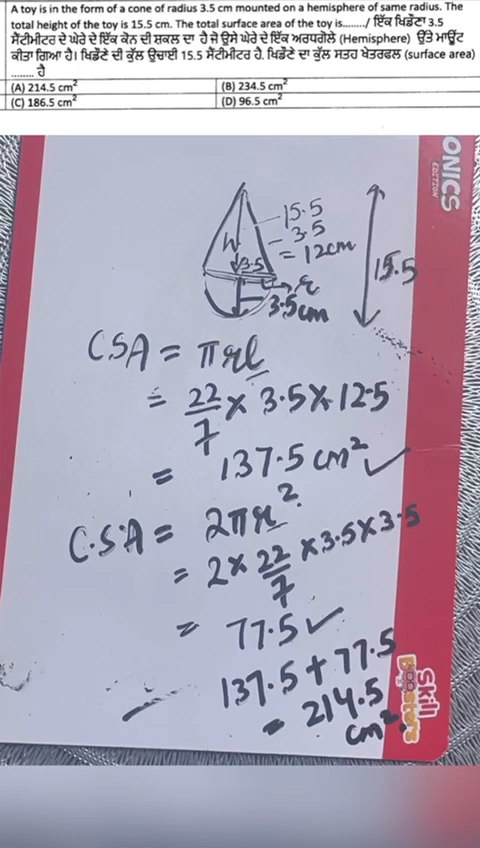 A toy is in the form of a cone of radius 3.5 cm mounted on a hemisphere of same radius. The
total height of the toy is 15.5 cm. The total surface area of the toy is......../ ਇੱਕ ਖਿਡੌਣਾ 3.5
ਸੈਂਟੀਮੀਟਰ ਦੇ ਘੇਰੇ ਦੇ ਇੱਕ ਕੋਨ ਦੀ ਸ਼ਕਲ ਦਾ ਹੈ ਜੋ ਉਸੇ ਘੇਰੇ ਦੇ ਇੱਕ ਅਰਧਗੋਲੇ (Hemisphere) ਉੱਤੇ ਮਾਊਂਟ
ਕੀਤਾ ਗਿਆ ਹੈ। ਖਿਡੌਣੇ ਦੀ ਕੁੱਲ ਉਚਾਈ 15.5 ਸੈਂਟੀਮੀਟਰ ਹੈ. ਖਿਡੌਣੇ ਦਾ ਕੁੱਲ ਸਤਹ ਖੇਤਰਫਲ (surface area)
........ ਹੈ
(A) 214.5 cm²
(B) 234.5 cm²
(C) 186.5 cm²
(D) 96.5 cm²
ONICS
EDITION
15.5
- 3.5
= 12cm
h
3.5
r
3.5cm
15.5
CSA = πrl
= 22/7 × 3.5 × 12.5
= 137.5 cm²
C.S.A = 2πr²
= 2 × 22/7 × 3.5 × 3.5
= 77.5
137.5 + 77.5
= 214.5
cm²
Skill
Boosters